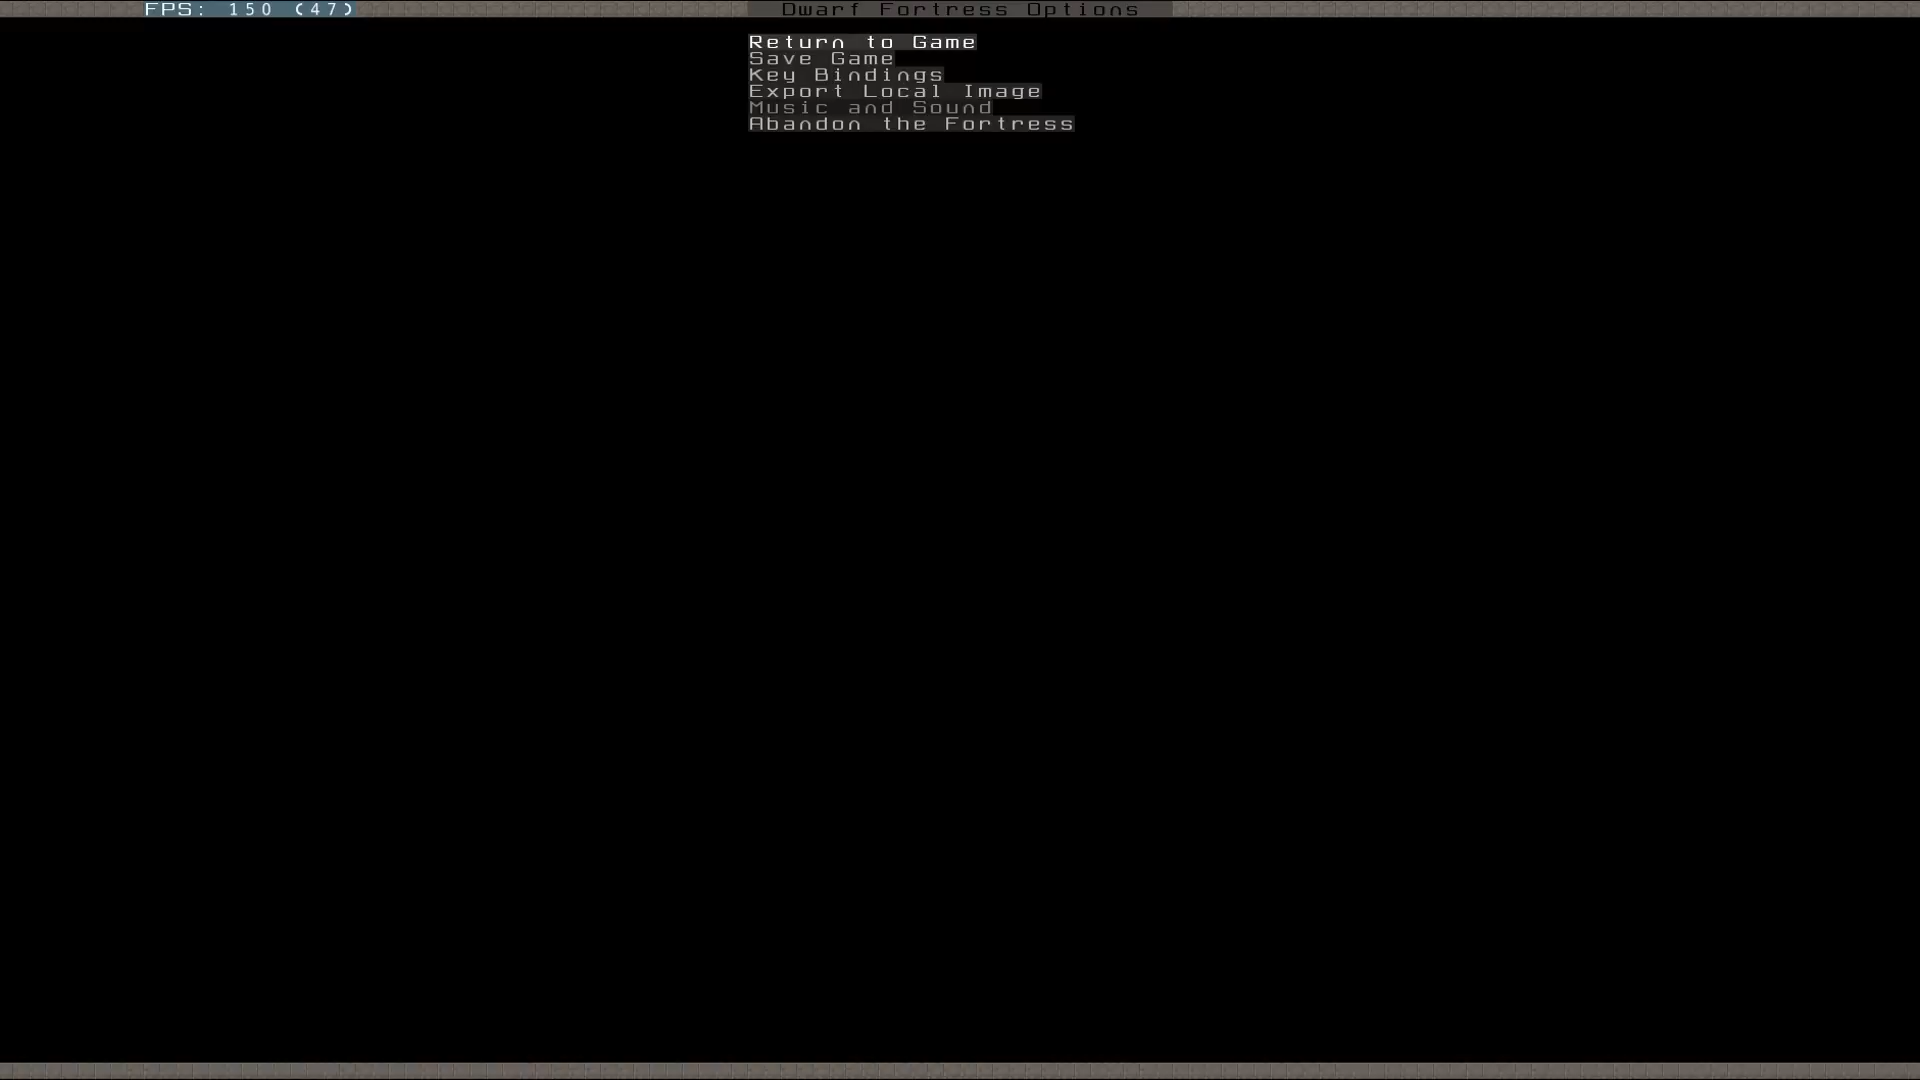 FPS: 150 (47)
Dwarf Fortress Options
Return to Game
Save Game
Key Bindings
Export Local Image
Music and Sound
Abandon the Fortress